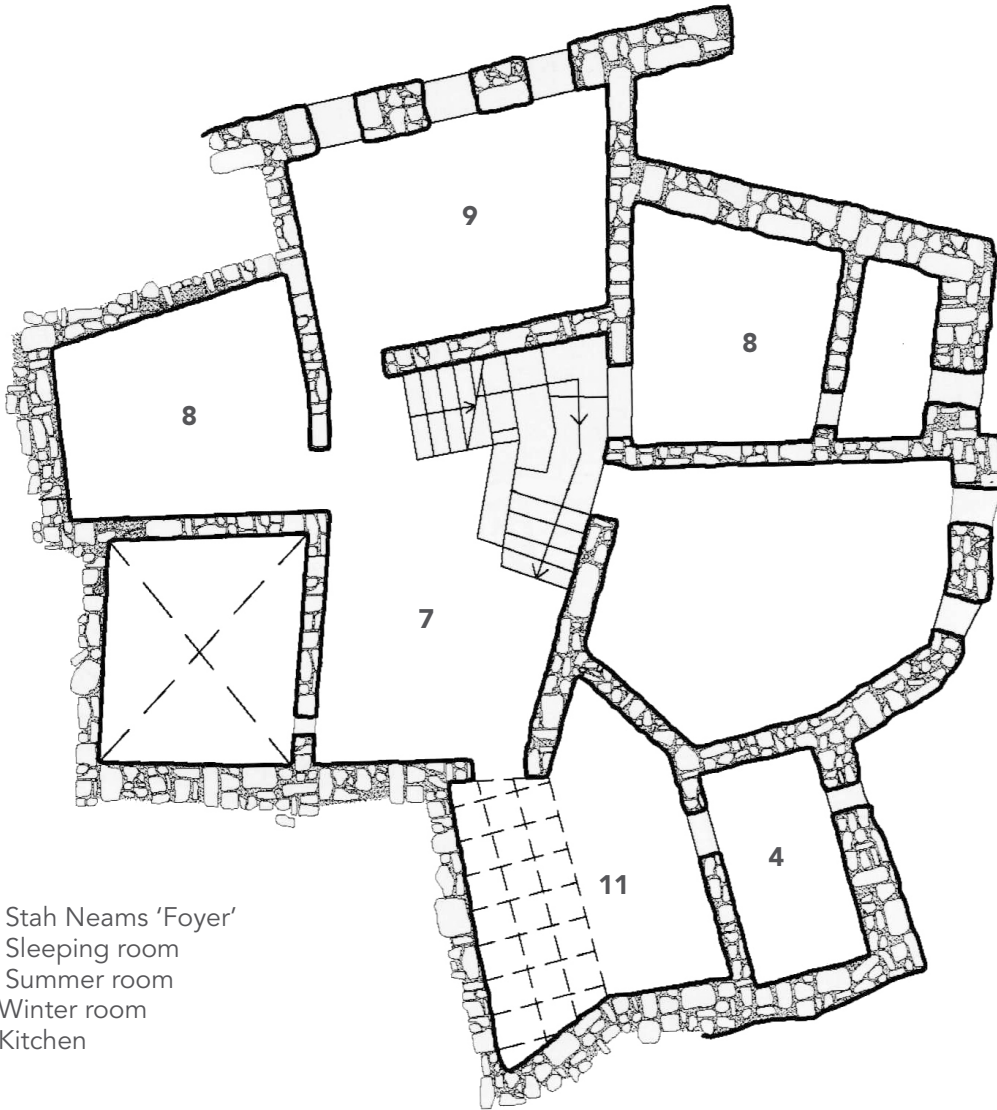 9
8
8
7
11
4
Stah Neams ‘Foyer’
Sleeping room
Summer room
Winter room
Kitchen